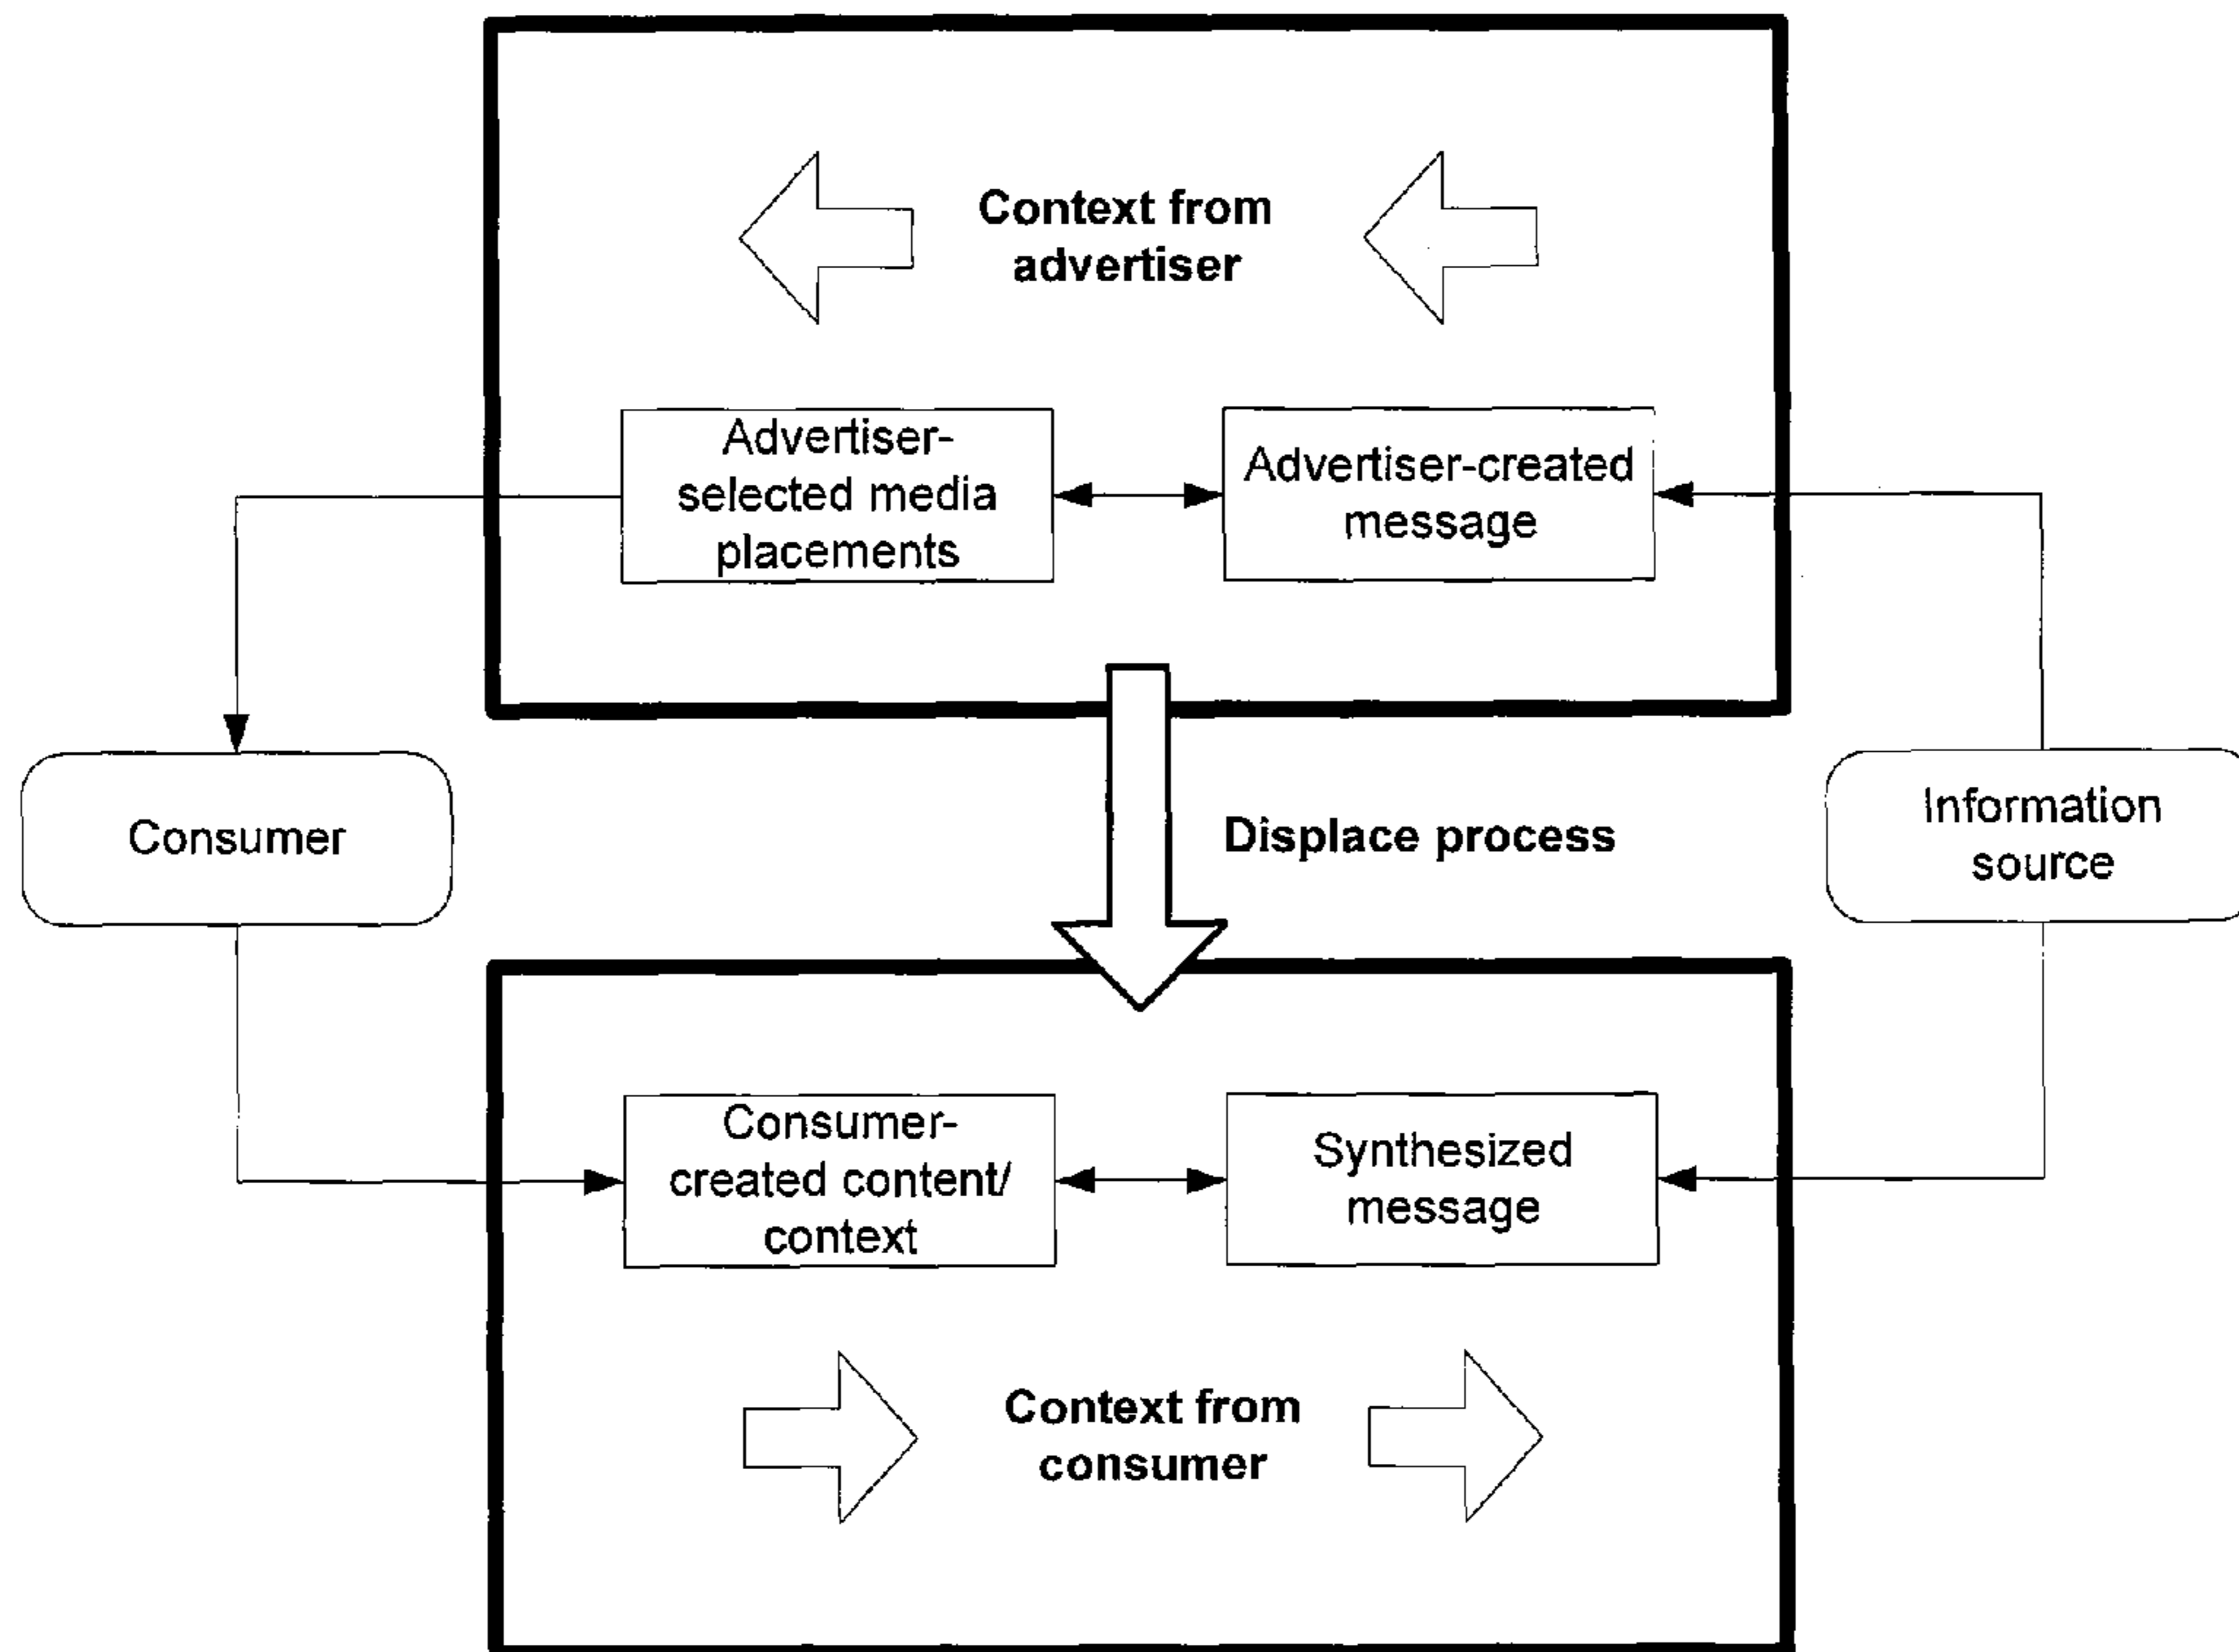 Context from
advertiser
Advertiser-
selected media
placements
Advertiser-created
message
Consumer
Displace process
Information
source
Consumer-
created content/
context
Synthesized
message
Context from
consumer